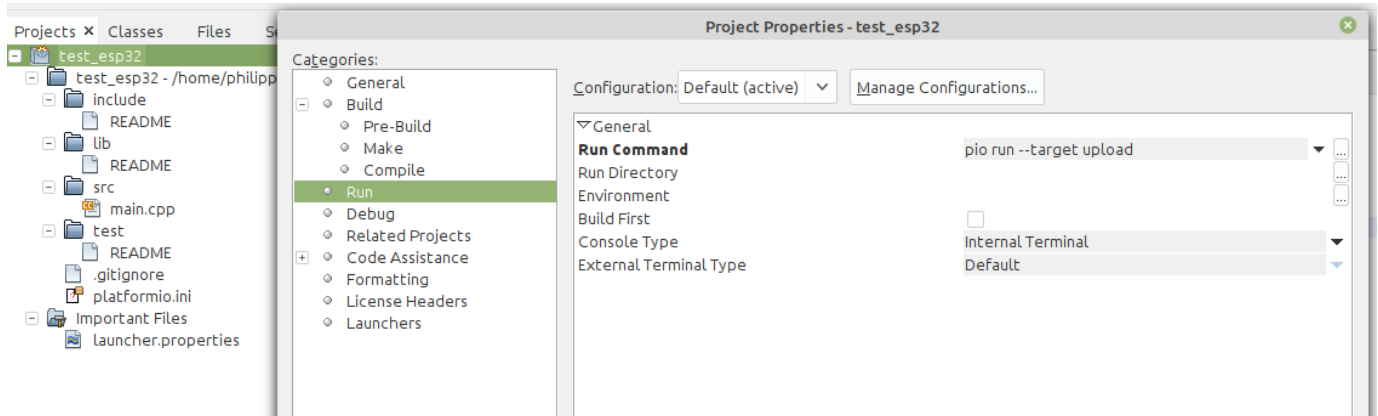 Project Properties - test_esp32
Projects × Classes Files
test_esp32
test_esp32 - /home/philipp
include
README
lib
README
src
main.cpp
test
README
.gitignore
platformio.ini
Important Files
launcher.properties
Categories:
General
Build
Pre-Build
Make
Compile
Run
Debug
Related Projects
Code Assistance
Formatting
License Headers
Launchers
Configuration: Default (active) Manage Configurations...
General
Run Command pio run --target upload ...
Run Directory ...
Environment ...
Build First
Console Type Internal Terminal
External Terminal Type Default